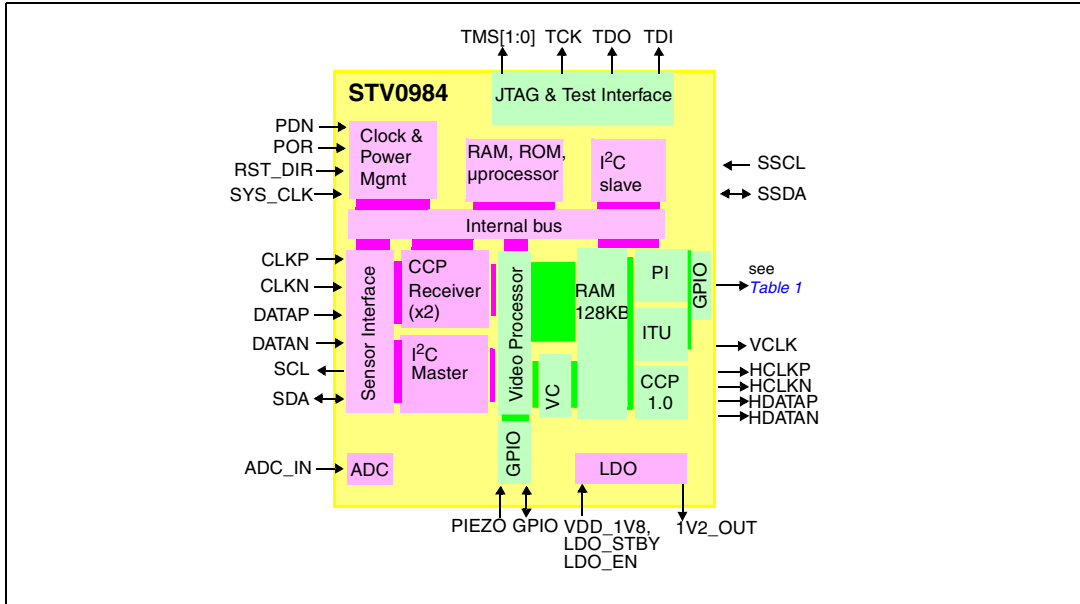 TMS[1:0] TCK TDO TDI
STV0984
JTAG & Test Interface
PDN
POR
RST_DIR
SYS_CLK
Clock &
Power
Mgmt
RAM, ROM,
µprocessor
I²C
slave
SSCL
SSDA
Internal bus
CLKP
CLKN
DATAP
DATAN
SCL
SDA
Sensor Interface
CCP
Receiver
(x2)
I²C
Master
Video Processor
VC
RAM
128KB
PI
ITU
CCP
1.0
GPIO
see
Table 1
VCLK
HCLKP
HCLKN
HDATAP
HDATAN
ADC_IN
ADC
GPIO
LDO
PIEZO GPIO
VDD_1V8,
LDO_STBY
LDO_EN
1V2_OUT